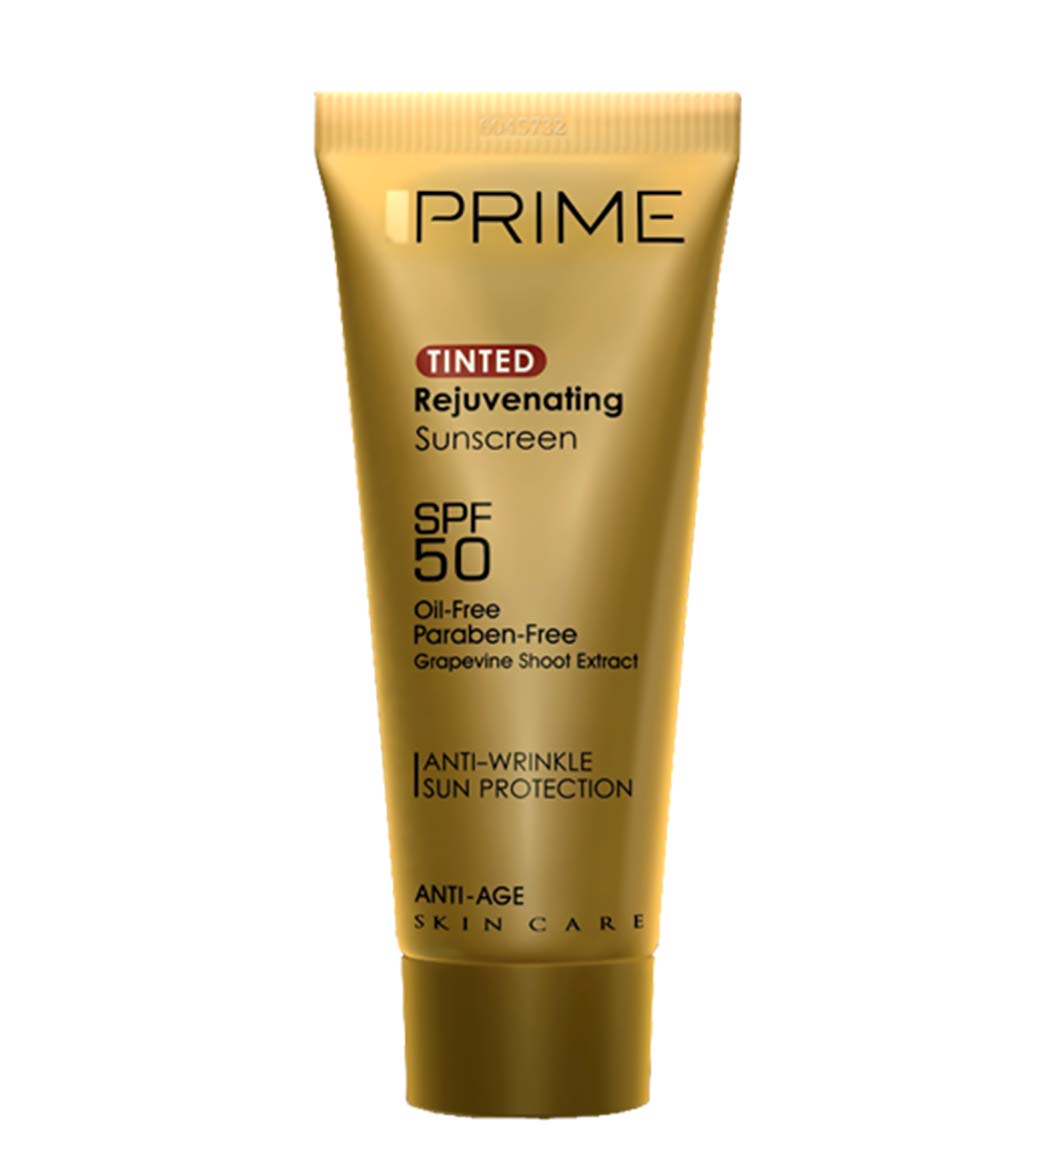 6045732
PRIME
TINTED
Rejuvenating
Sunscreen
SPF
50
Oil-Free
Paraben-Free
Grapevine Shoot Extract
ANTI-WRINKLE
SUN PROTECTION
ANTI-AGE
SKIN CARE